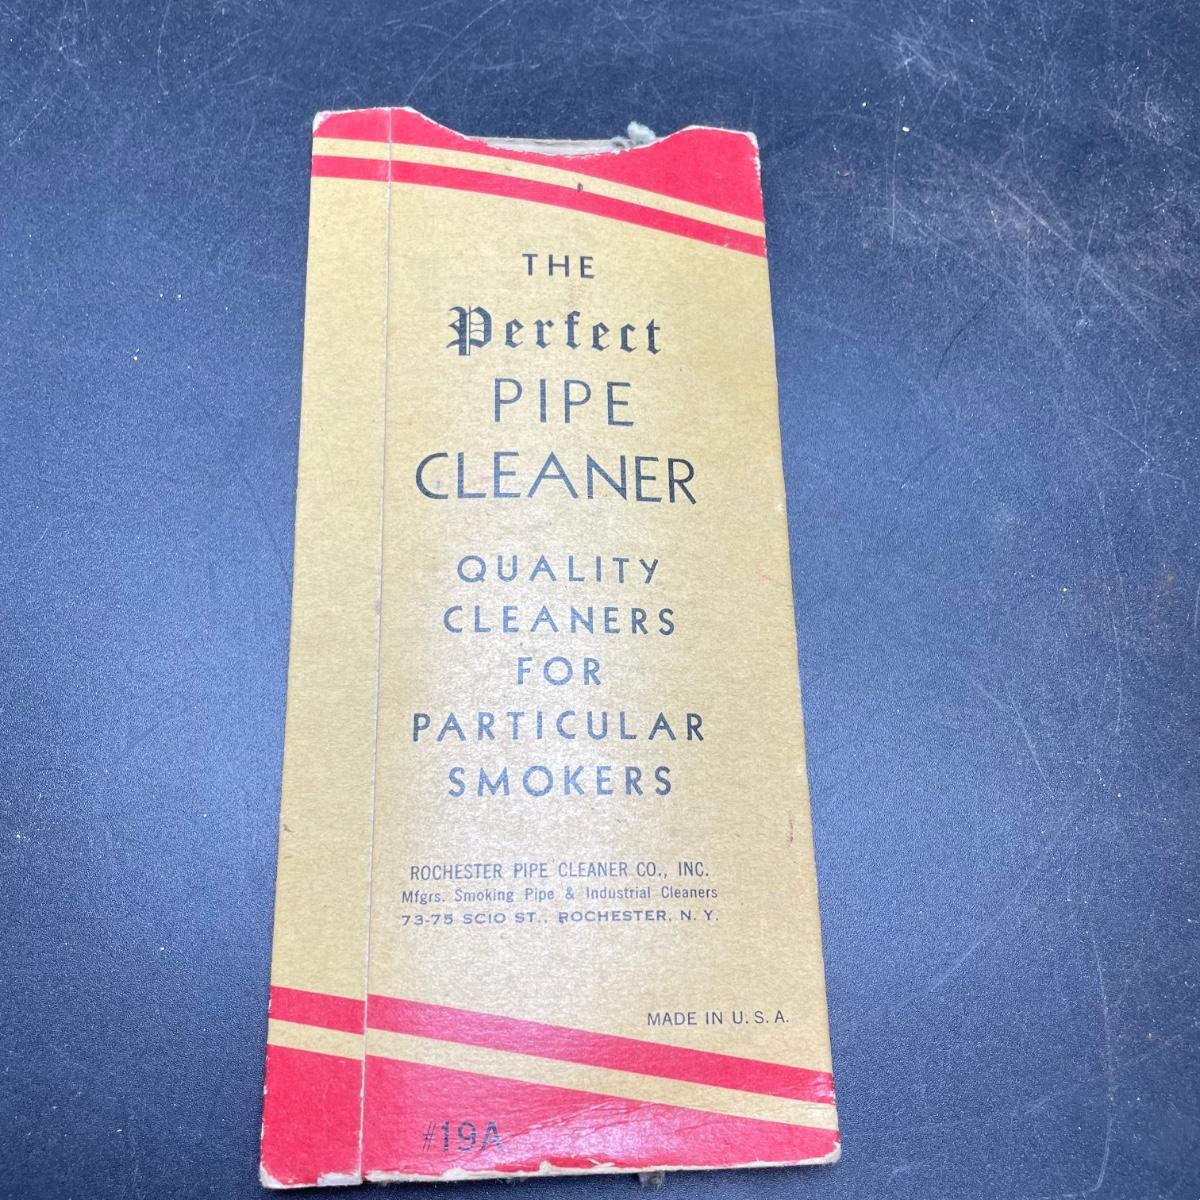 THE
Perfect
PIPE
CLEANER
QUALITY
CLEANERS
FOR
PARTICULAR
SMOKERS
ROCHESTER PIPE CLEANER CO., INC.
Mfgrs. Smoking Pipe & Industrial Cleaners
73-75 SCIO ST., ROCHESTER, N. Y.
MADE IN U. S. A.
#19A